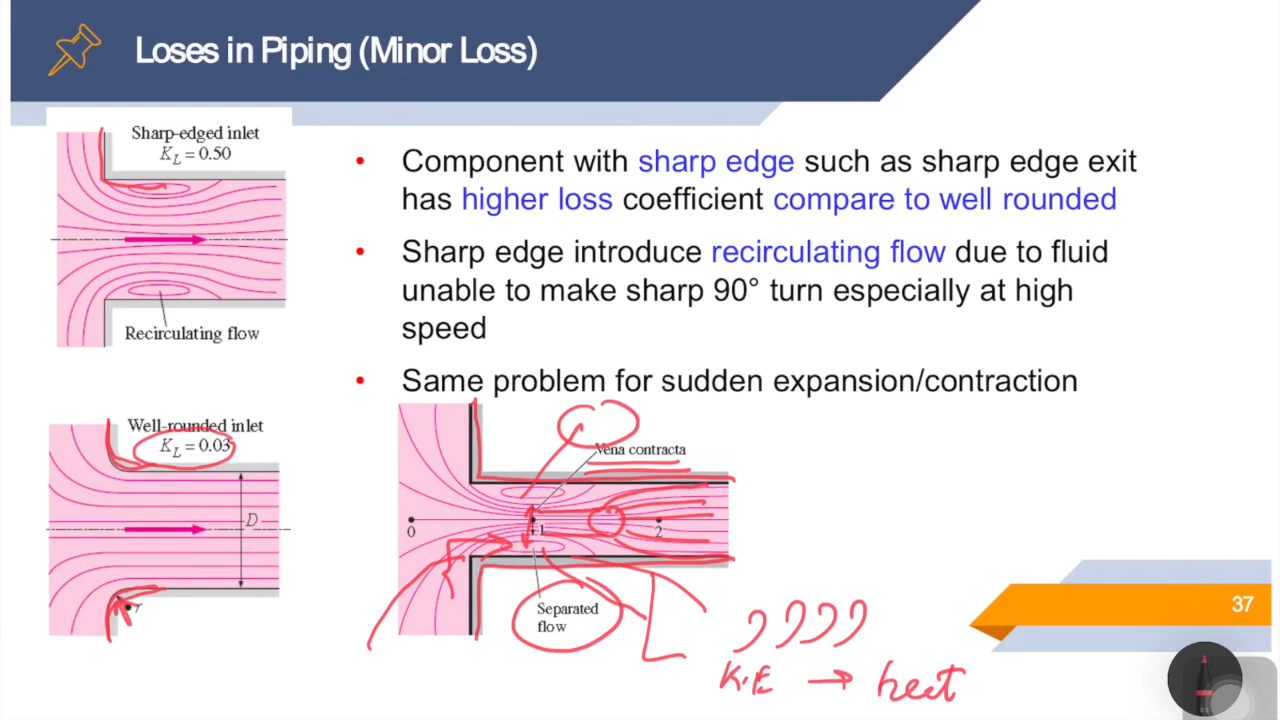 Loses in Piping (Minor Loss)
Sharp-edged inlet
K_L = 0.50
Recirculating flow
• Component with sharp edge such as sharp edge exit
has higher loss coefficient compare to well rounded
• Sharp edge introduce recirculating flow due to fluid
unable to make sharp 90° turn especially at high
speed
• Same problem for sudden expansion/contraction
Well-rounded inlet
K_L = 0.03
D
r
Vena contracta
0
1
2
Separated
flow
K.E → heat
37